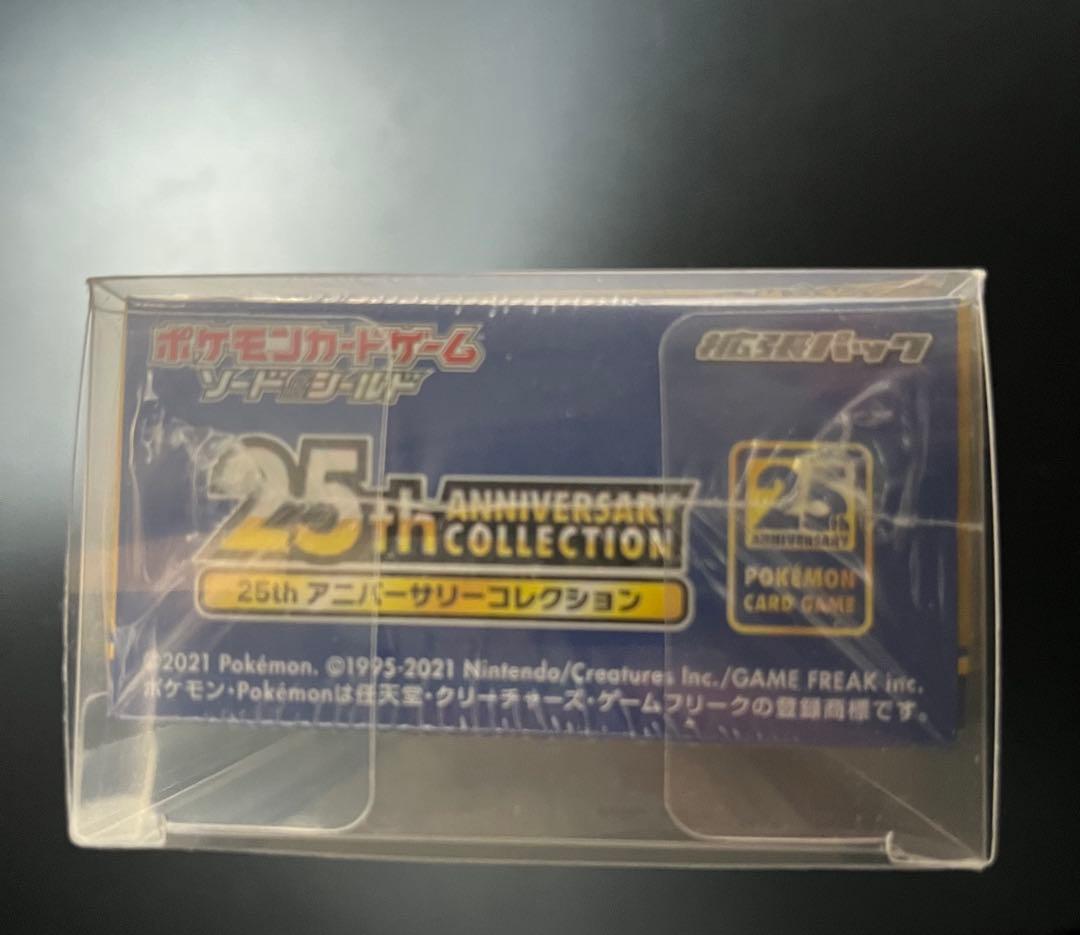 ポケモンカードゲーム
ソード&シールド
拡張パック
25th ANNIVERSARY
COLLECTION
25th アニバーサリーコレクション
25th
ANNIVERSARY
POKÉMON
CARD GAME
©2021 Pokémon. ©1995-2021 Nintendo/Creatures Inc./GAME FREAK inc.
ポケモン・Pokémonは任天堂・クリーチャーズ・ゲームフリークの登録商標です。